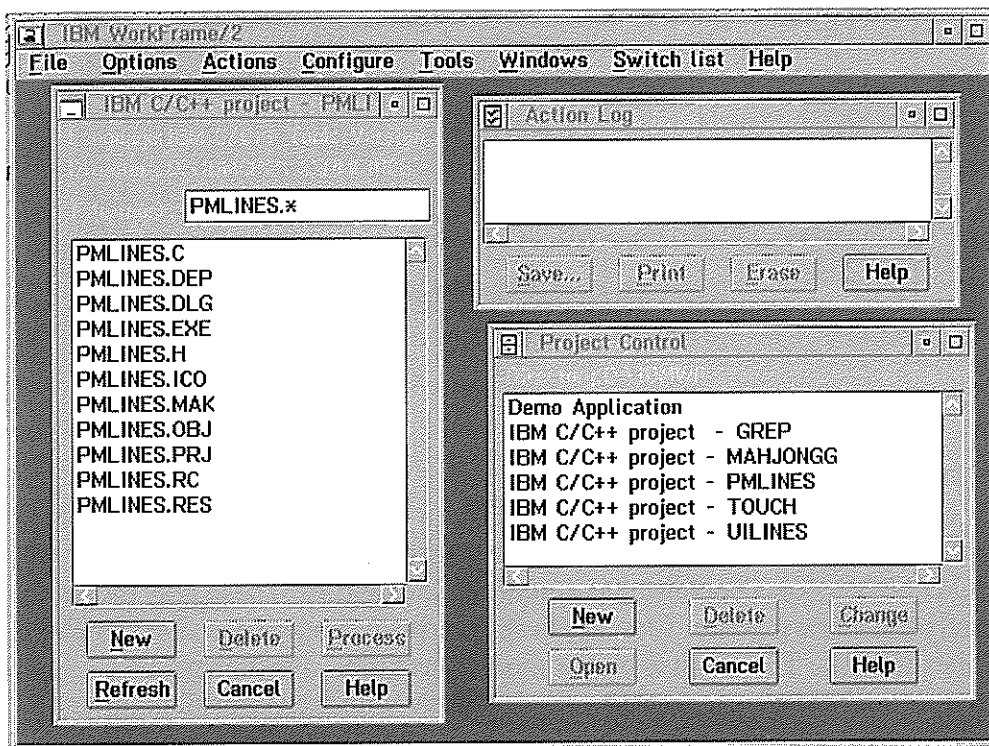 IBM WorkFrame/2
File Options Actions Configure Tools Windows Switch list Help
IBM C/C++ project - PMLI
PMLINES.*
PMLINES.C
PMLINES.DEP
PMLINES.DLG
PMLINES.EXE
PMLINES.H
PMLINES.ICO
PMLINES.MAK
PMLINES.OBJ
PMLINES.PRJ
PMLINES.RC
PMLINES.RES
New Delete Process
Refresh Cancel Help
Action Log
Save... Print Erase Help
Project Control
Demo Application
IBM C/C++ project - GREP
IBM C/C++ project - MAHJONGG
IBM C/C++ project - PMLINES
IBM C/C++ project - TOUCH
IBM C/C++ project - UILINES
New Delete Change
Open Cancel Help